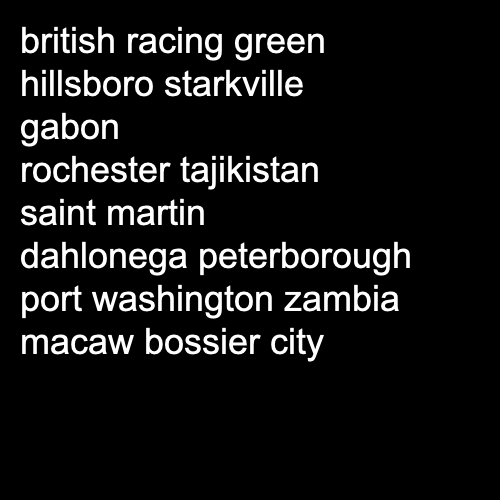 british racing green
hillsboro starkville
gabon
rochester tajikistan
saint martin
dahlonega peterborough
port washington zambia
macaw bossier city